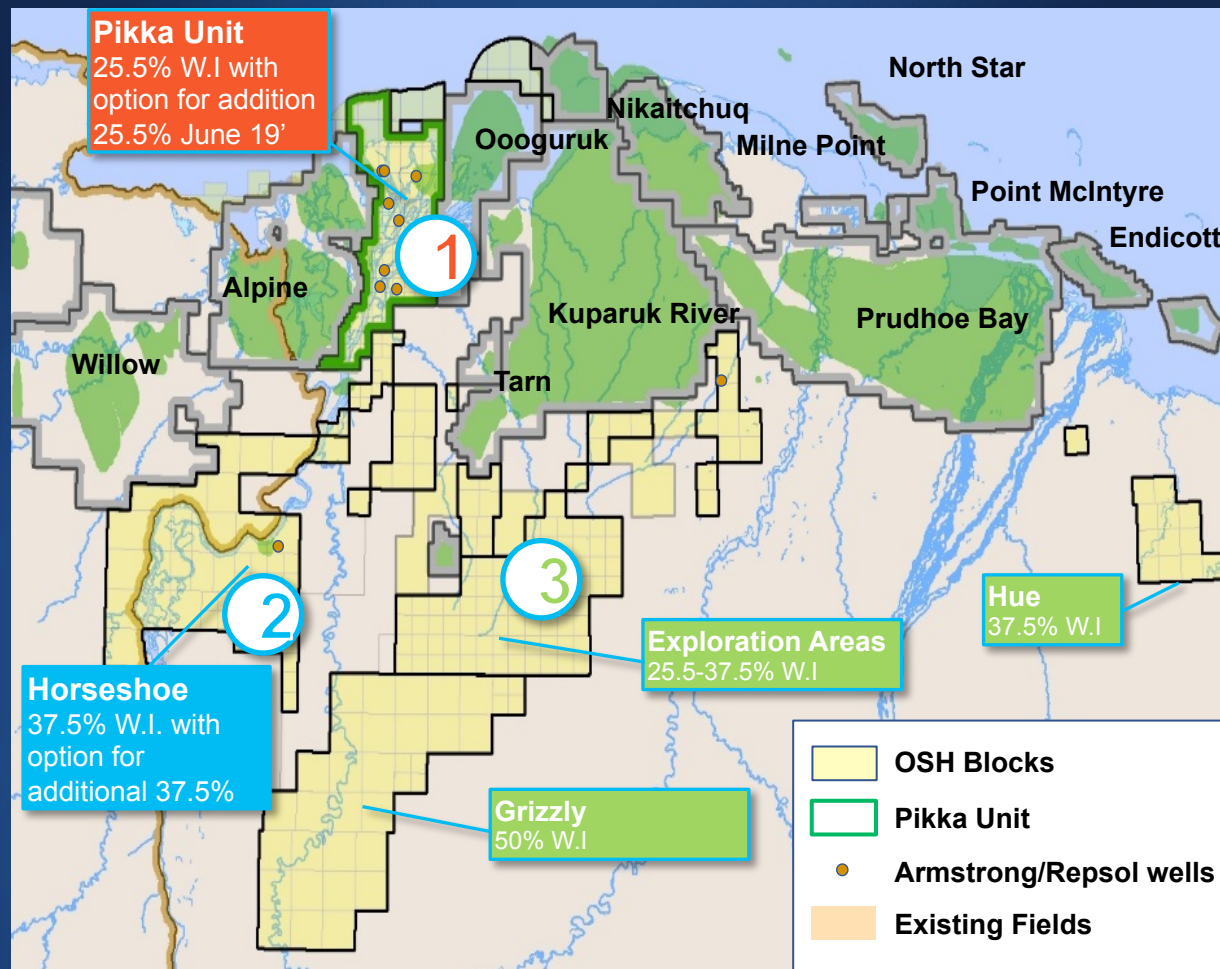 Pikka Unit
25.5% W.I with
option for addition
25.5% June 19’
North Star
Nikaitchuq
Oooguruk
Milne Point
Point McIntyre
Endicott
1
Alpine
Kuparuk River
Prudhoe Bay
Willow
Tarn
3
2
Hue
37.5% W.I
Exploration Areas
25.5-37.5% W.I
Horseshoe
37.5% W.I. with
option for
additional 37.5%
Grizzly
50% W.I
OSH Blocks
Pikka Unit
Armstrong/Repsol wells
Existing Fields